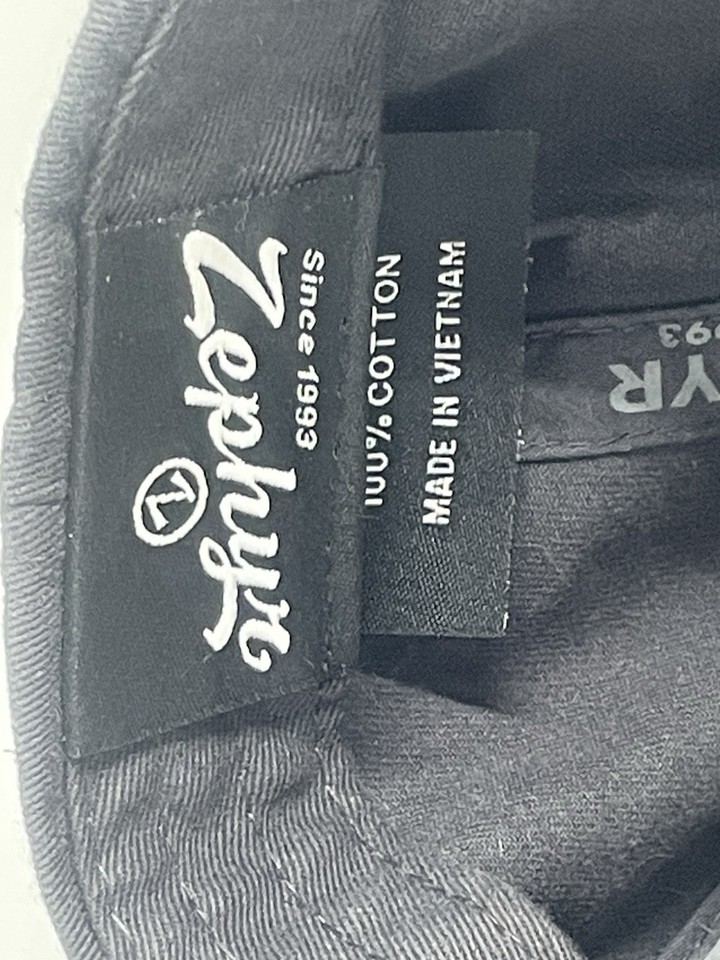 Zephyr
Since 1993
Z
100% COTTON
MADE IN VIETNAM
YR
993